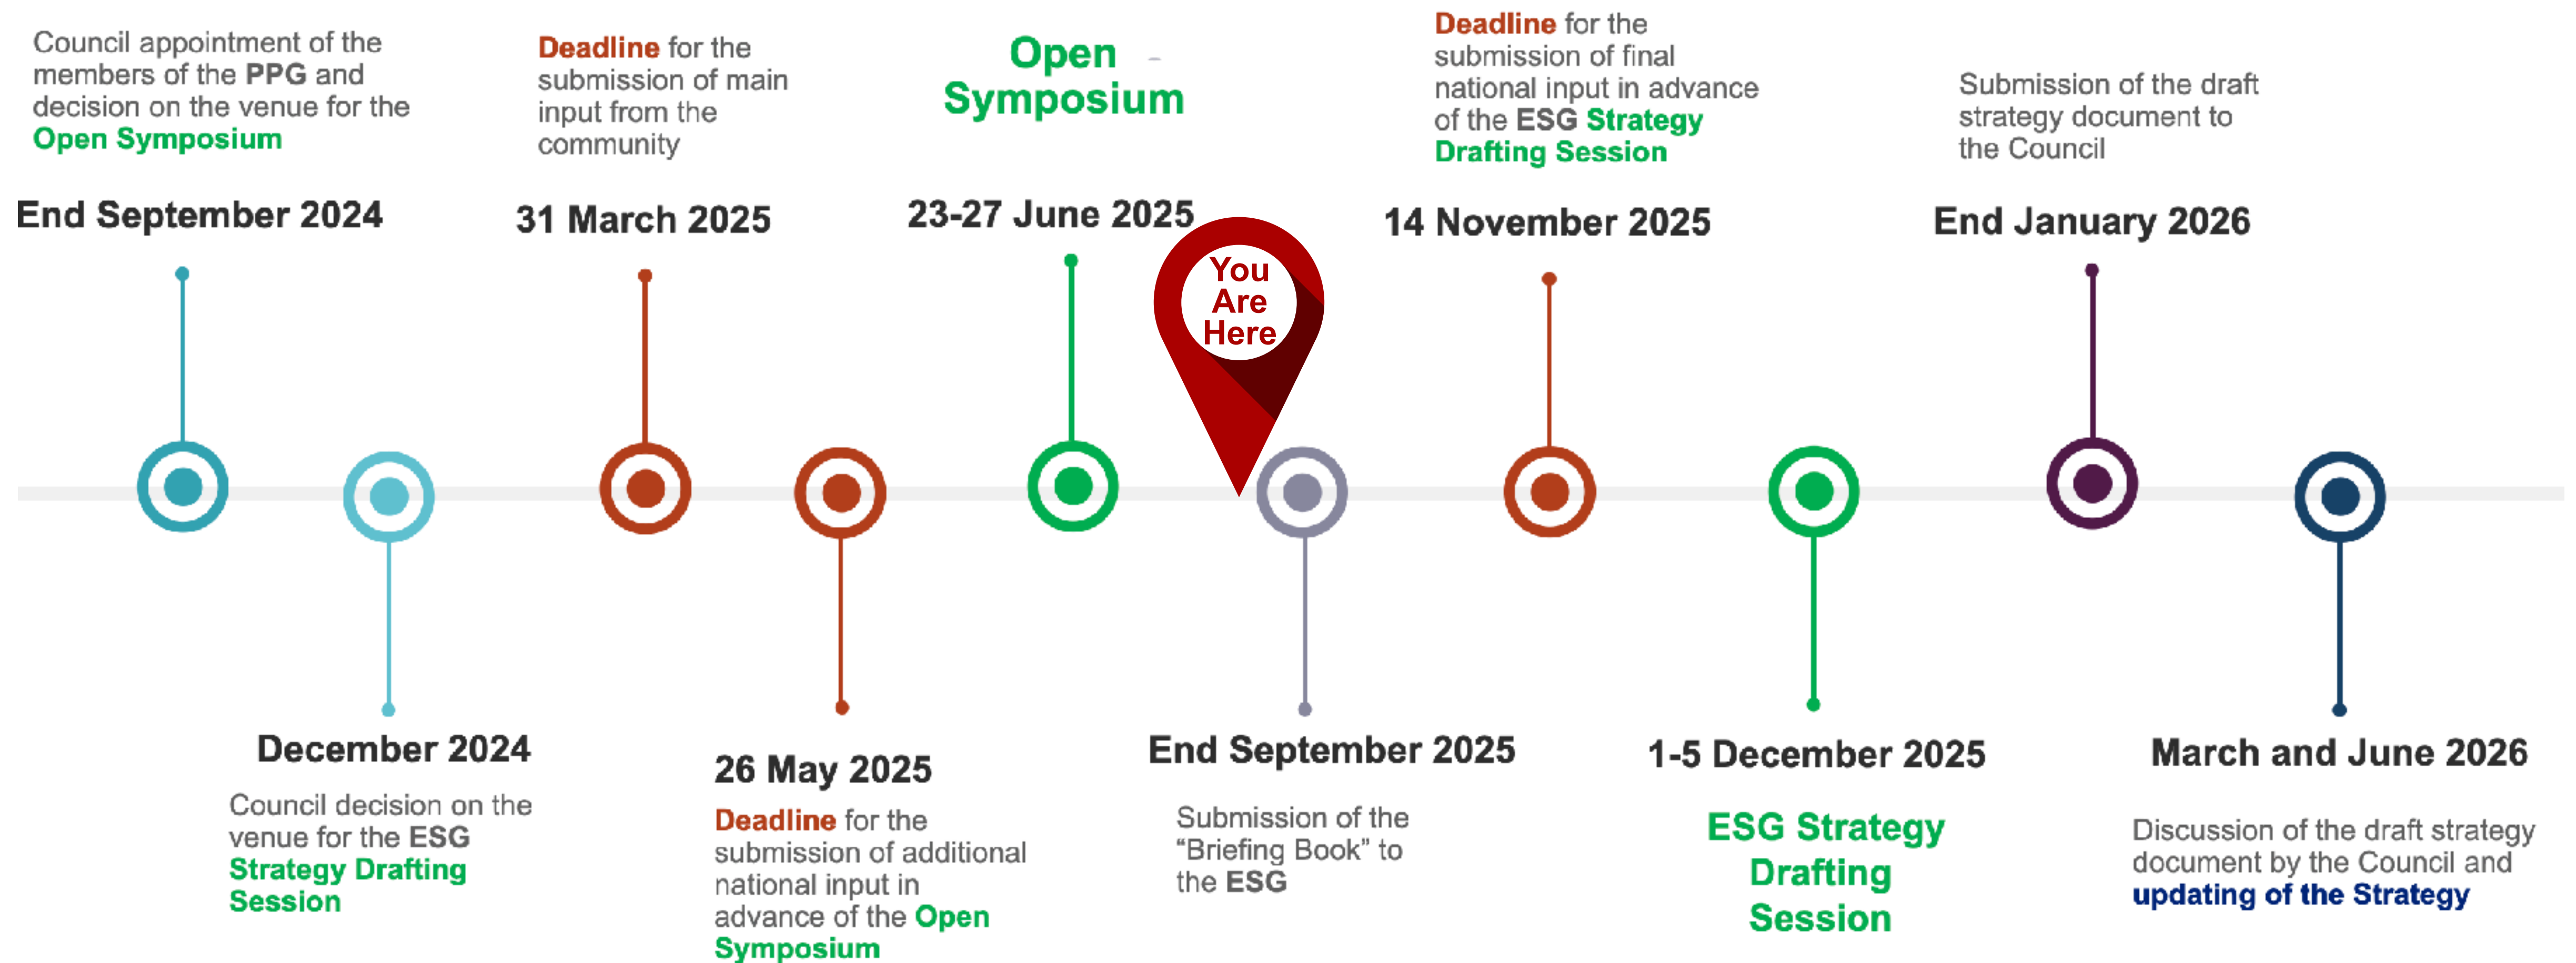 Council appointment of the
members of the PPG and
decision on the venue for the
Open Symposium
End September 2024
December 2024
Council decision on the
venue for the ESG
Strategy Drafting
Session
Deadline for the
submission of main
input from the
community
31 March 2025
26 May 2025
Deadline for the
submission of additional
national input in
advance of the Open
Symposium
Open
Symposium
23-27 June 2025
You
Are
Here
End September 2025
Submission of the
“Briefing Book” to
the ESG
Deadline for the
submission of final
national input in advance
of the ESG Strategy
Drafting Session
14 November 2025
1-5 December 2025
ESG Strategy
Drafting
Session
Submission of the draft
strategy document to
the Council
End January 2026
March and June 2026
Discussion of the draft strategy
document by the Council and
updating of the Strategy